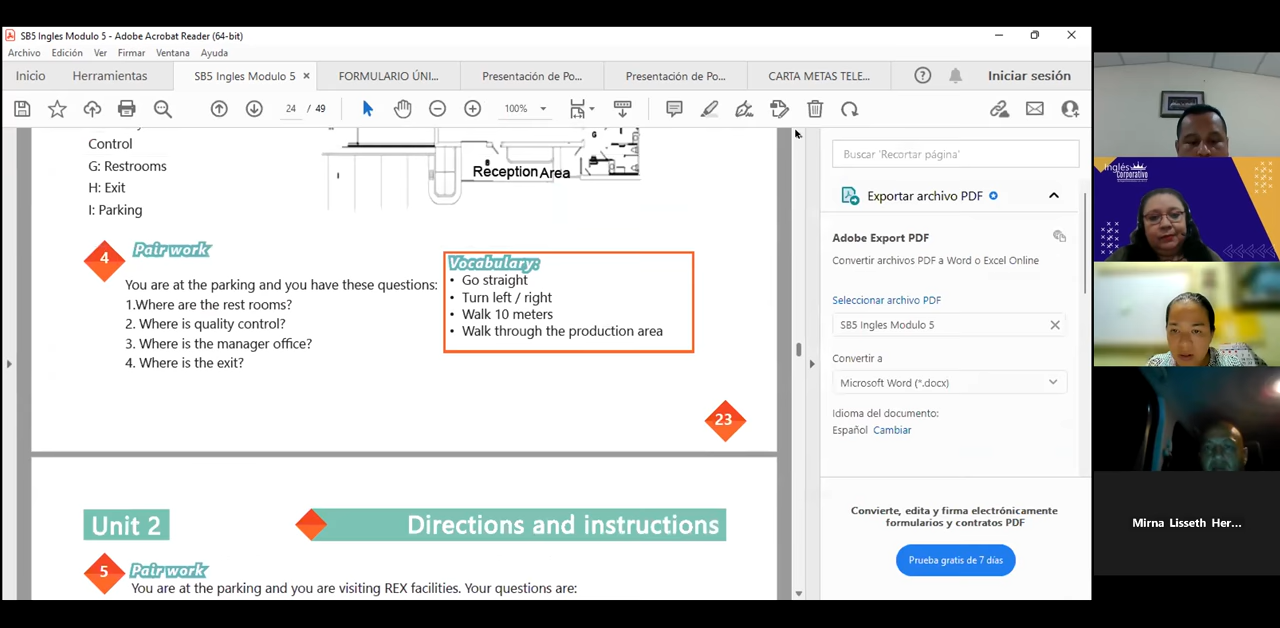 SB5 Ingles Modulo 5 - Adobe Acrobat Reader (64-bit)
Archivo Edición Ver Firmar Ventana Ayuda
Inicio Herramientas SB5 Ingles Modulo 5 × FORMULARIO ÚNI... Presentación de Po... Presentación de Po... CARTA METAS TELE... Iniciar sesión
24 / 49 100%
Control
G: Restrooms
H: Exit
I: Parking
G
B
I
Reception Area
4 Pair work
You are at the parking and you have these questions:
1.Where are the rest rooms?
2. Where is quality control?
3. Where is the manager office?
4. Where is the exit?
Vocabulary:
• Go straight
• Turn left / right
• Walk 10 meters
• Walk through the production area
23
Unit 2 Directions and instructions
5 Pair work
You are at the parking and you are visiting REX facilities. Your questions are:
Buscar 'Recortar página'
Exportar archivo PDF
Adobe Export PDF
Convertir archivos PDF a Word o Excel Online
Seleccionar archivo PDF
SB5 Ingles Modulo 5
Convertir a
Microsoft Word (*.docx)
Idioma del documento:
Español Cambiar
Convierte, edita y firma electrónicamente
formularios y contratos PDF
Prueba gratis de 7 días
Inglés
Corporativo
Mirna Lisseth Her...